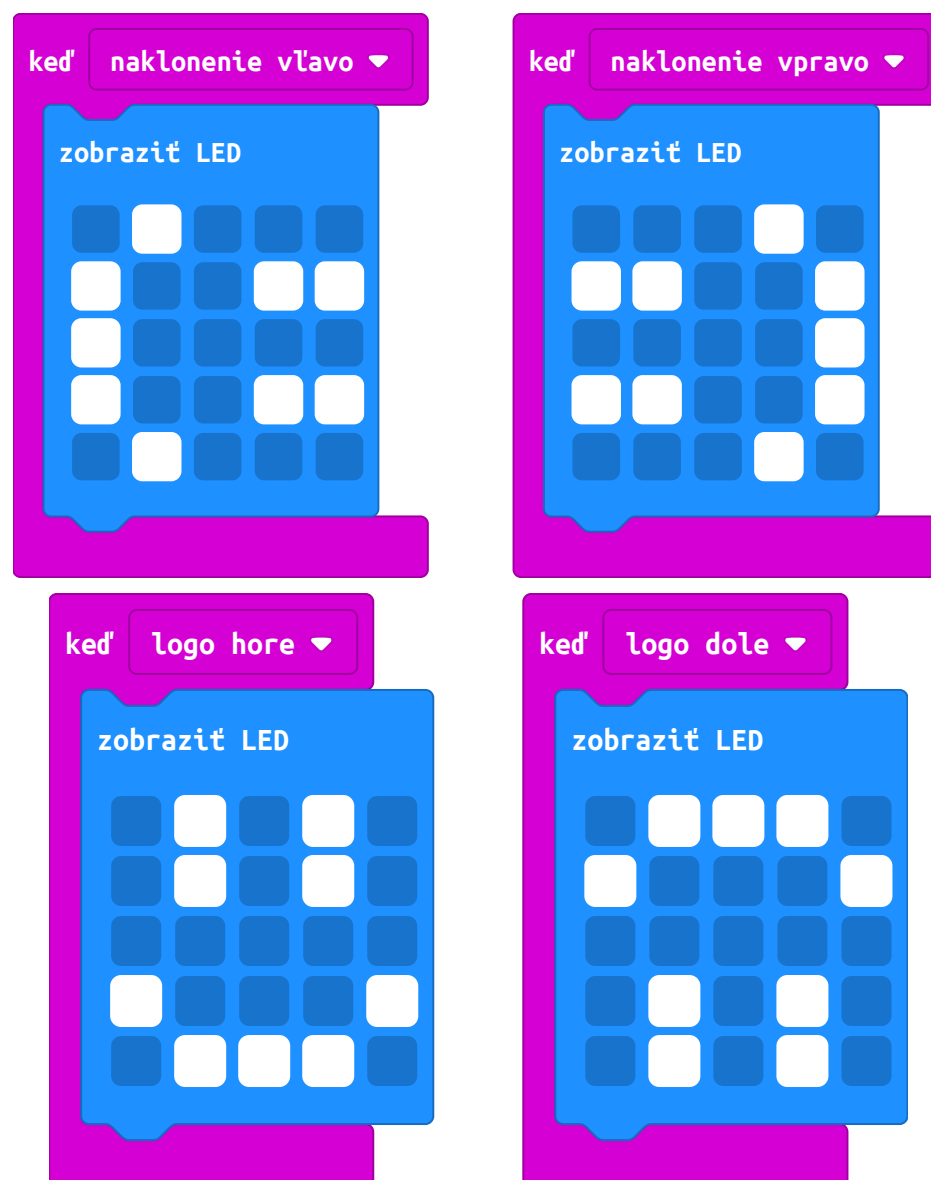 keď naklonenie vľavo
zobraziť LED
keď naklonenie vpravo
zobraziť LED
keď logo hore
zobraziť LED
keď logo dole
zobraziť LED